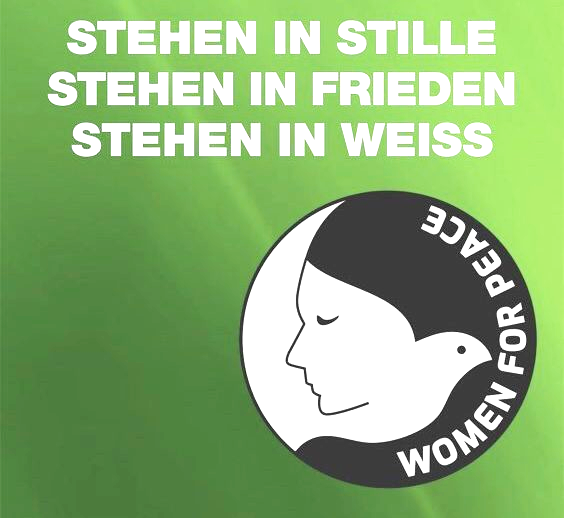 STEHEN IN STILLE
STEHEN IN FRIEDEN
STEHEN IN WEISS
WOMEN FOR PEACE